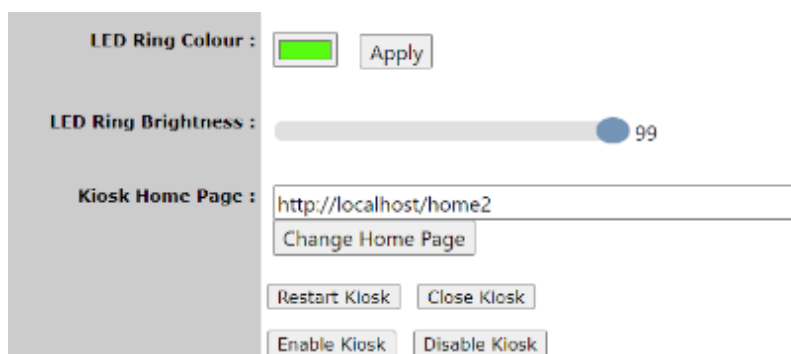 LED Ring Colour :
Apply
LED Ring Brightness :
99
Kiosk Home Page :
http://localhost/home2
Change Home Page
Restart Kiosk Close Kiosk
Enable Kiosk Disable Kiosk